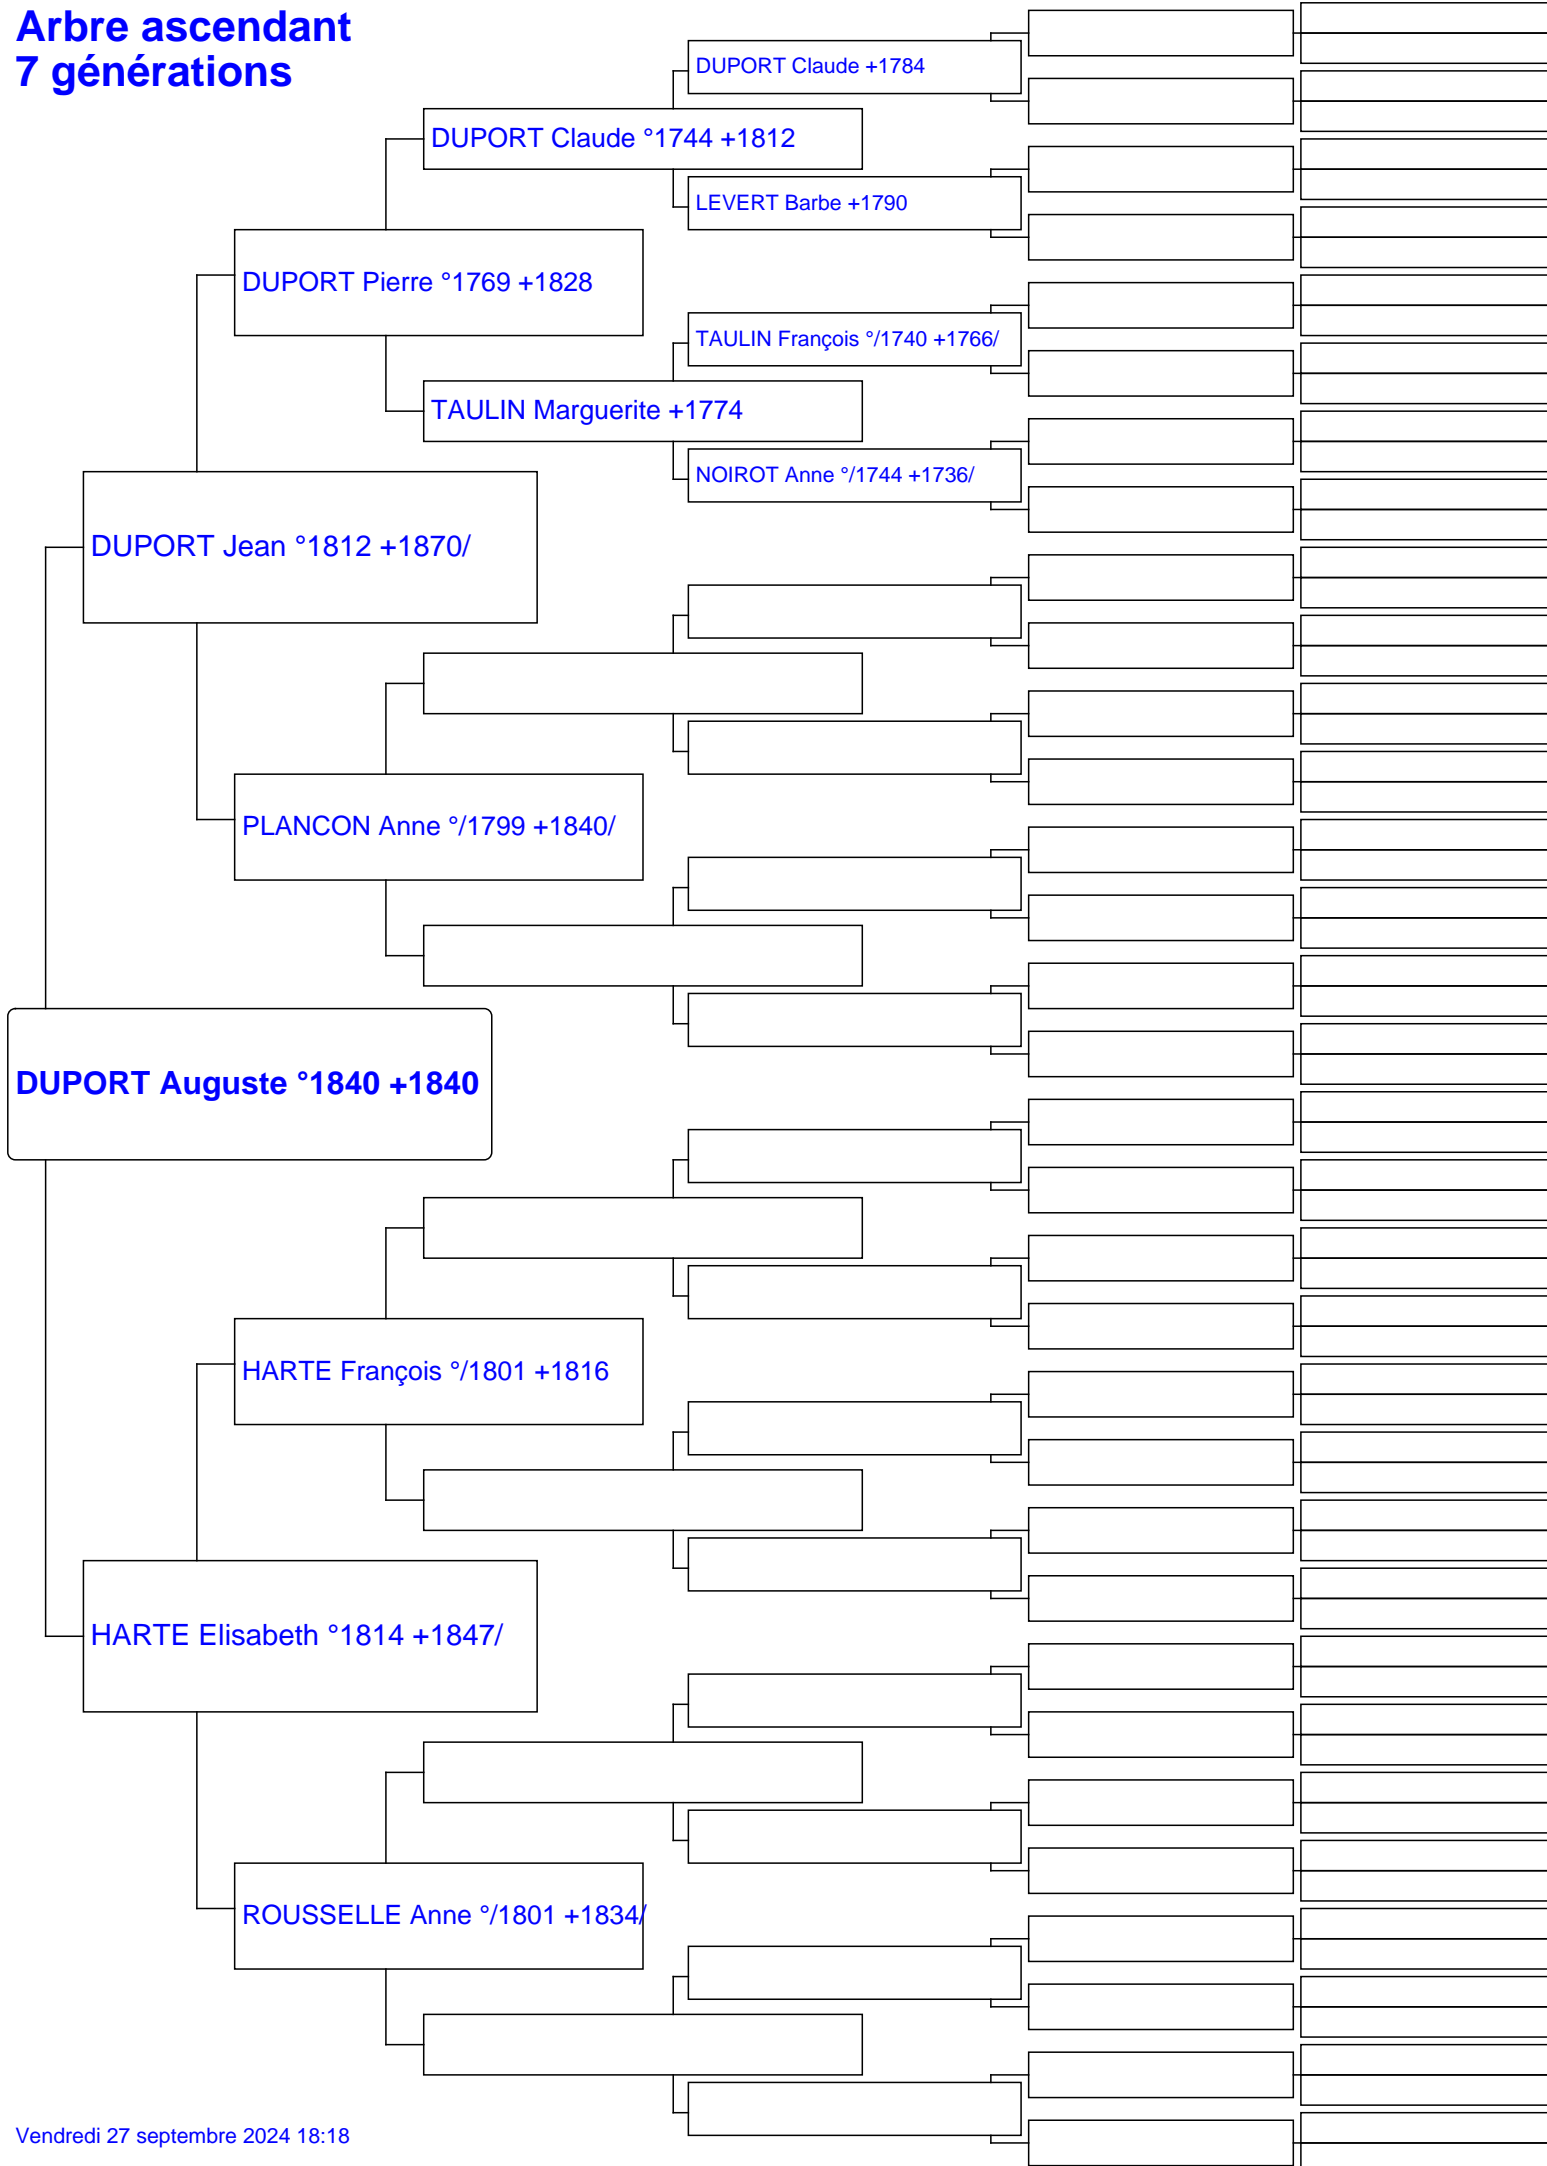 Arbre ascendant
7 générations
DUPORT Claude +1784
DUPORT Claude °1744 +1812
LEVERT Barbe +1790
DUPORT Pierre °1769 +1828
TAULIN François °/1740 +1766/
TAULIN Marguerite +1774
NOIROT Anne °/1744 +1736/
DUPORT Jean °1812 +1870/
PLANCON Anne °/1799 +1840/
DUPORT Auguste °1840 +1840
HARTE François °/1801 +1816
HARTE Elisabeth °1814 +1847/
ROUSSELLE Anne °/1801 +1834/
Vendredi 27 septembre 2024 18:18